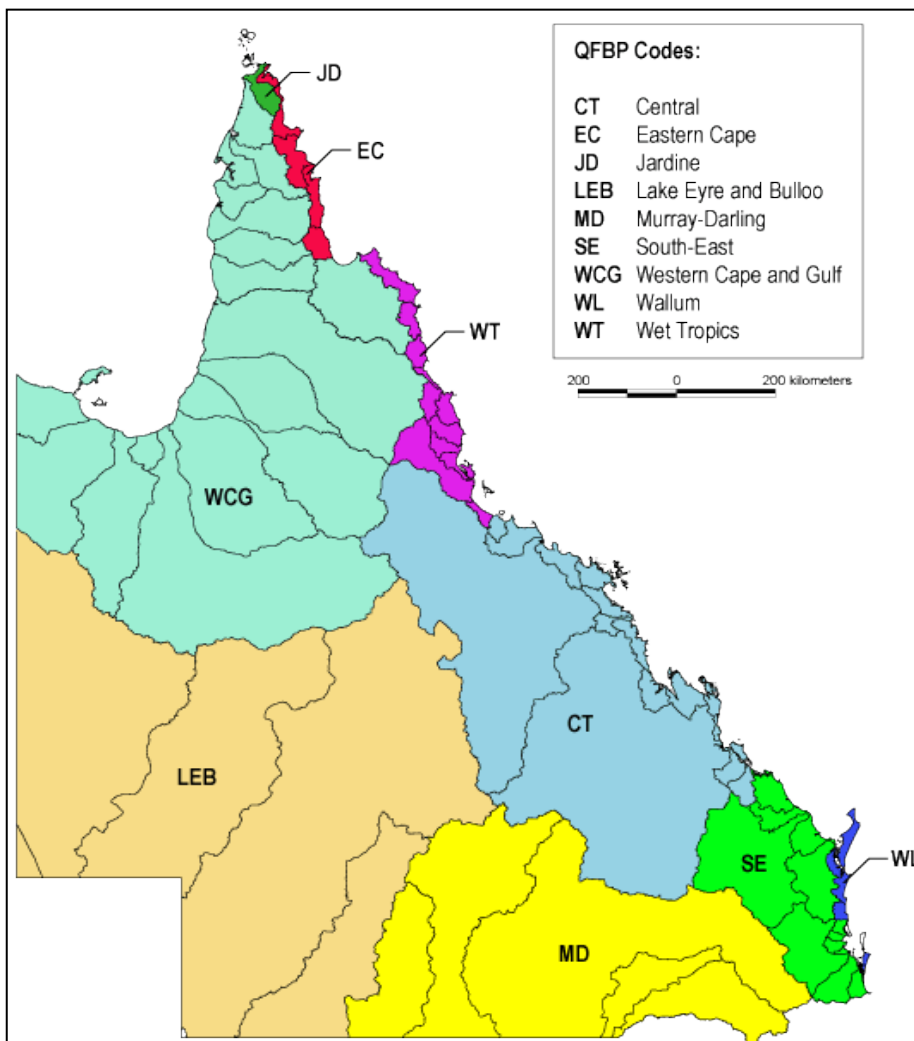 QFBP Codes:
CT Central
EC Eastern Cape
JD Jardine
LEB Lake Eyre and Bulloo
MD Murray-Darling
SE South-East
WCG Western Cape and Gulf
WL Wallum
WT Wet Tropics
200 0 200 kilometers
JD
EC
WT
WCG
CT
LEB
SE
WL
MD